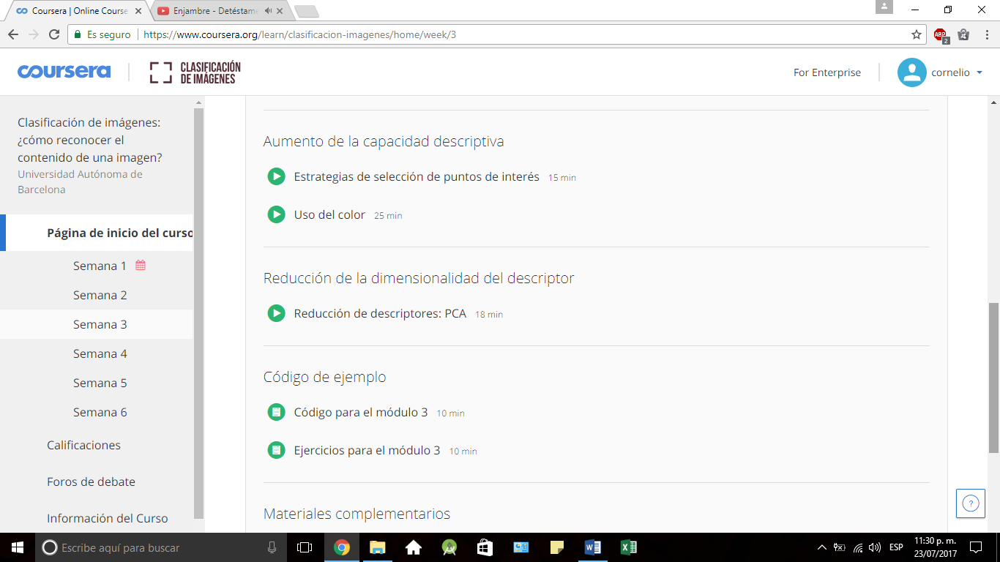 Coursera | Online Course
Enjambre - Detéstame
Es seguro
https://www.coursera.org/learn/clasificacion-imagenes/home/week/3
ABP
2
coursera
CLASIFICACIÓN
DE IMÁGENES
For Enterprise
cornelio
Clasificación de imágenes:
¿cómo reconocer el
contenido de una imagen?
Universidad Autónoma de
Barcelona
Página de inicio del curso
Semana 1
Semana 2
Semana 3
Semana 4
Semana 5
Semana 6
Calificaciones
Foros de debate
Información del Curso
Aumento de la capacidad descriptiva
Estrategias de selección de puntos de interés 15 min
Uso del color 25 min
Reducción de la dimensionalidad del descriptor
Reducción de descriptores: PCA 18 min
Código de ejemplo
Código para el módulo 3 10 min
Ejercicios para el módulo 3 10 min
Materiales complementarios
?
Escribe aquí para buscar
ESP
11:30 p. m.
23/07/2017